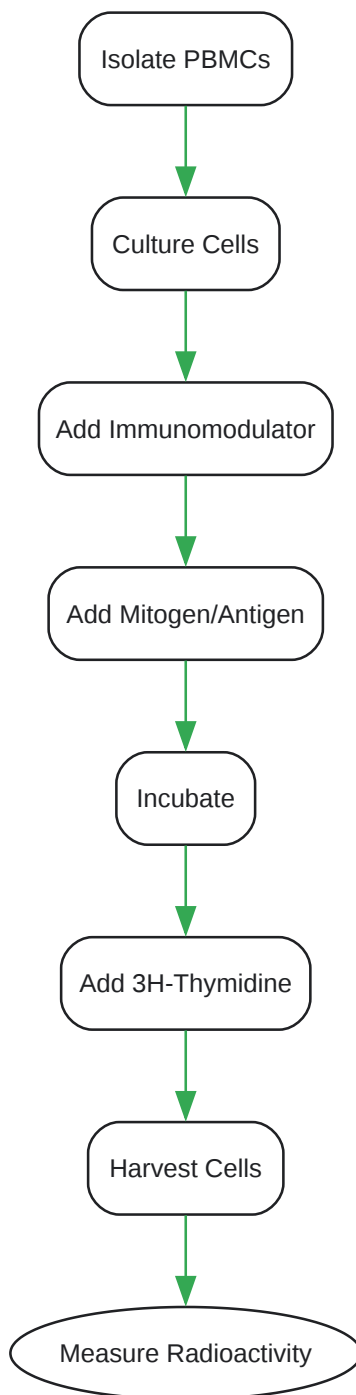 Isolate PBMCs
Culture Cells
Add Immunomodulator
Add Mitogen/Antigen
Incubate
Add 3H-Thymidine
Harvest Cells
Measure Radioactivity